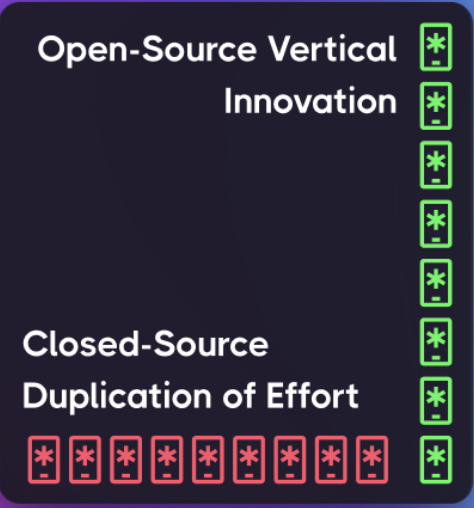 Open-Source Vertical
Innovation
Closed-Source
Duplication of Effort